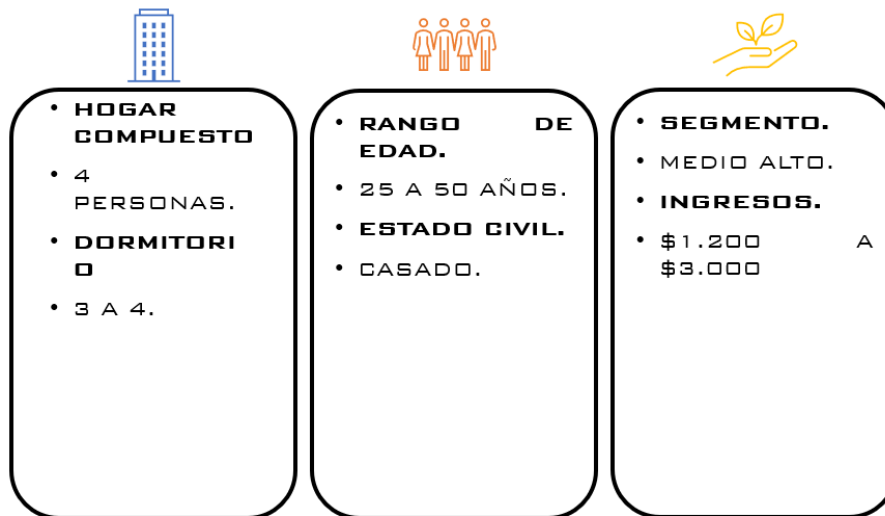 • HOGAR
COMPUESTO
• 4
PERSONAS.
• DORMITORI
O
• 3 A 4.
• RANGO DE
EDAD.
• 25 A 50 AÑOS.
• ESTADO CIVIL.
• CASADO.
• SEGMENTO.
• MEDIO ALTO.
• INGRESOS.
• $1.200 A
$3.000